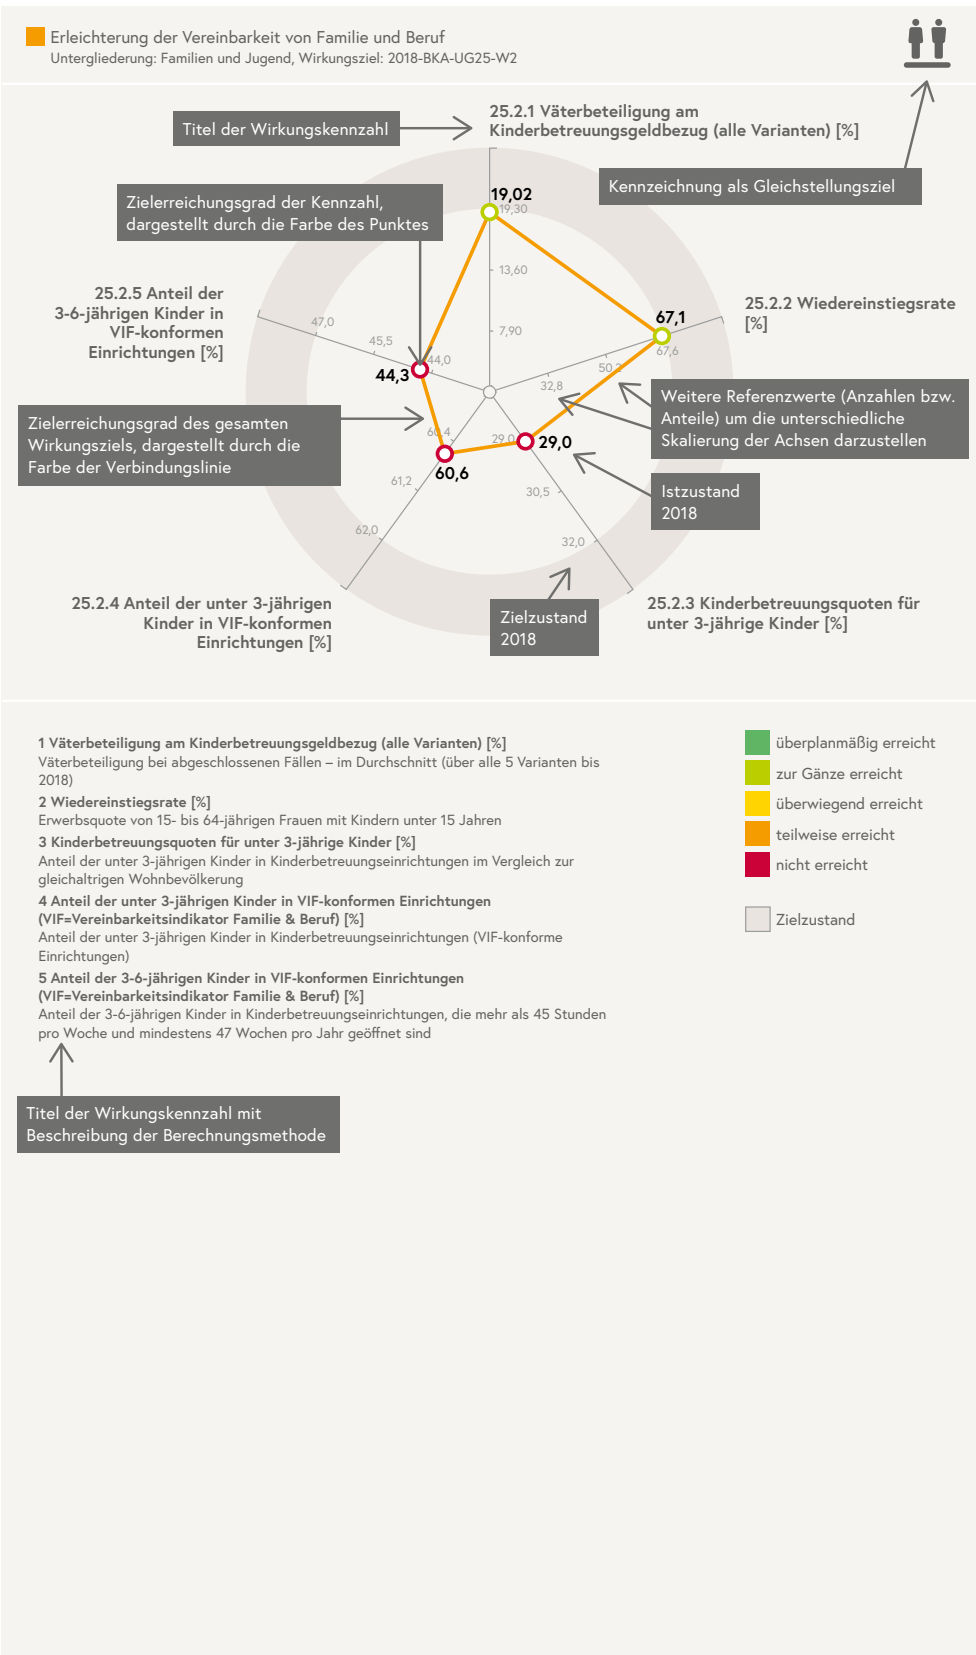 Erleichterung der Vereinbarkeit von Familie und Beruf
Untergliederung: Familien und Jugend, Wirkungsziel: 2018-BKA-UG25-W2
Titel der Wirkungskennzahl
25.2.1 Väterbeteiligung am
Kinderbetreuungsgeldbezug (alle Varianten) [%]
Kennzeichnung als Gleichstellungsziel
Zielerreichungsgrad der Kennzahl,
dargestellt durch die Farbe des Punktes
19,02
19,30
13,60
7,90
25.2.5 Anteil der
3-6-jährigen Kinder in
VIF-konformen
Einrichtungen [%]
47,0
45,5
44,0
44,3
25.2.2 Wiedereinstiegsrate
[%]
67,1
67,6
50,2
32,8
Weitere Referenzwerte (Anzahlen bzw.
Anteile) um die unterschiedliche
Skalierung der Achsen darzustellen
Zielerreichungsgrad des gesamten
Wirkungsziels, dargestellt durch die
Farbe der Verbindungslinie
60,4
60,6
61,2
62,0
29,0
29,0
30,5
32,0
Istzustand
2018
Zielzustand
2018
25.2.4 Anteil der unter 3-jährigen
Kinder in VIF-konformen
Einrichtungen [%]
25.2.3 Kinderbetreuungsquoten für
unter 3-jährige Kinder [%]
1 Väterbeteiligung am Kinderbetreuungsgeldbezug (alle Varianten) [%]
Väterbeteiligung bei abgeschlossenen Fällen – im Durchschnitt (über alle 5 Varianten bis
2018)
2 Wiedereinstiegsrate [%]
Erwerbsquote von 15- bis 64-jährigen Frauen mit Kindern unter 15 Jahren
3 Kinderbetreuungsquoten für unter 3-jährige Kinder [%]
Anteil der unter 3-jährigen Kinder in Kinderbetreuungseinrichtungen im Vergleich zur
gleichaltrigen Wohnbevölkerung
4 Anteil der unter 3-jährigen Kinder in VIF-konformen Einrichtungen
(VIF=Vereinbarkeitsindikator Familie & Beruf) [%]
Anteil der unter 3-jährigen Kinder in Kinderbetreuungseinrichtungen (VIF-konforme
Einrichtungen)
5 Anteil der 3-6-jährigen Kinder in VIF-konformen Einrichtungen
(VIF=Vereinbarkeitsindikator Familie & Beruf) [%]
Anteil der 3-6-jährigen Kinder in Kinderbetreuungseinrichtungen, die mehr als 45 Stunden
pro Woche und mindestens 47 Wochen pro Jahr geöffnet sind
Titel der Wirkungskennzahl mit
Beschreibung der Berechnungsmethode
überplanmäßig erreicht
zur Gänze erreicht
überwiegend erreicht
teilweise erreicht
nicht erreicht
Zielzustand